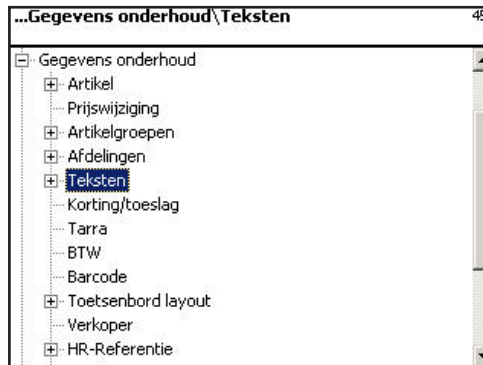 ...Gegevens onderhoud\Teksten 45
Gegevens onderhoud
Artikel
Prijswijziging
Artikelgroepen
Afdelingen
Teksten
Korting/toeslag
Tarra
BTW
Barcode
Toetsenbord layout
Verkoper
HR-Referentie